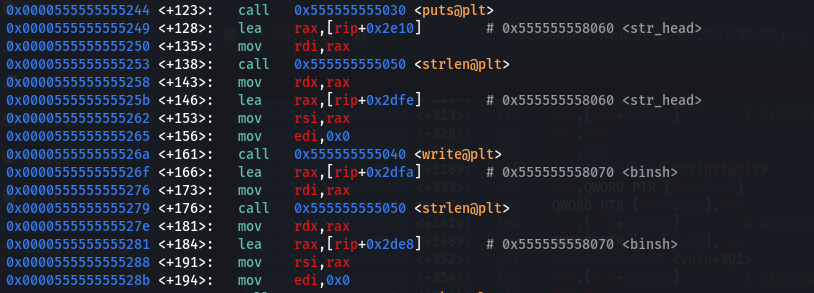 0x0000555555555244 <+123>: call 0x555555555030 <puts@plt>
0x0000555555555249 <+128>: lea rax,[rip+0x2e10] # 0x555555558060 <str_head>
0x0000555555555250 <+135>: mov rdi,rax
0x0000555555555253 <+138>: call 0x555555555050 <strlen@plt>
0x0000555555555258 <+143>: mov rdx,rax
0x000055555555525b <+146>: lea rax,[rip+0x2dfe] # 0x555555558060 <str_head>
0x0000555555555262 <+153>: mov rsi,rax
0x0000555555555265 <+156>: mov edi,0x0
0x000055555555526a <+161>: call 0x555555555040 <write@plt>
0x000055555555526f <+166>: lea rax,[rip+0x2dfa] # 0x555555558070 <binsh>
0x0000555555555276 <+173>: mov rdi,rax
0x0000555555555279 <+176>: call 0x555555555050 <strlen@plt>
0x000055555555527e <+181>: mov rdx,rax
0x0000555555555281 <+184>: lea rax,[rip+0x2de8] # 0x555555558070 <binsh>
0x0000555555555288 <+191>: mov rsi,rax
0x000055555555528b <+194>: mov edi,0x0